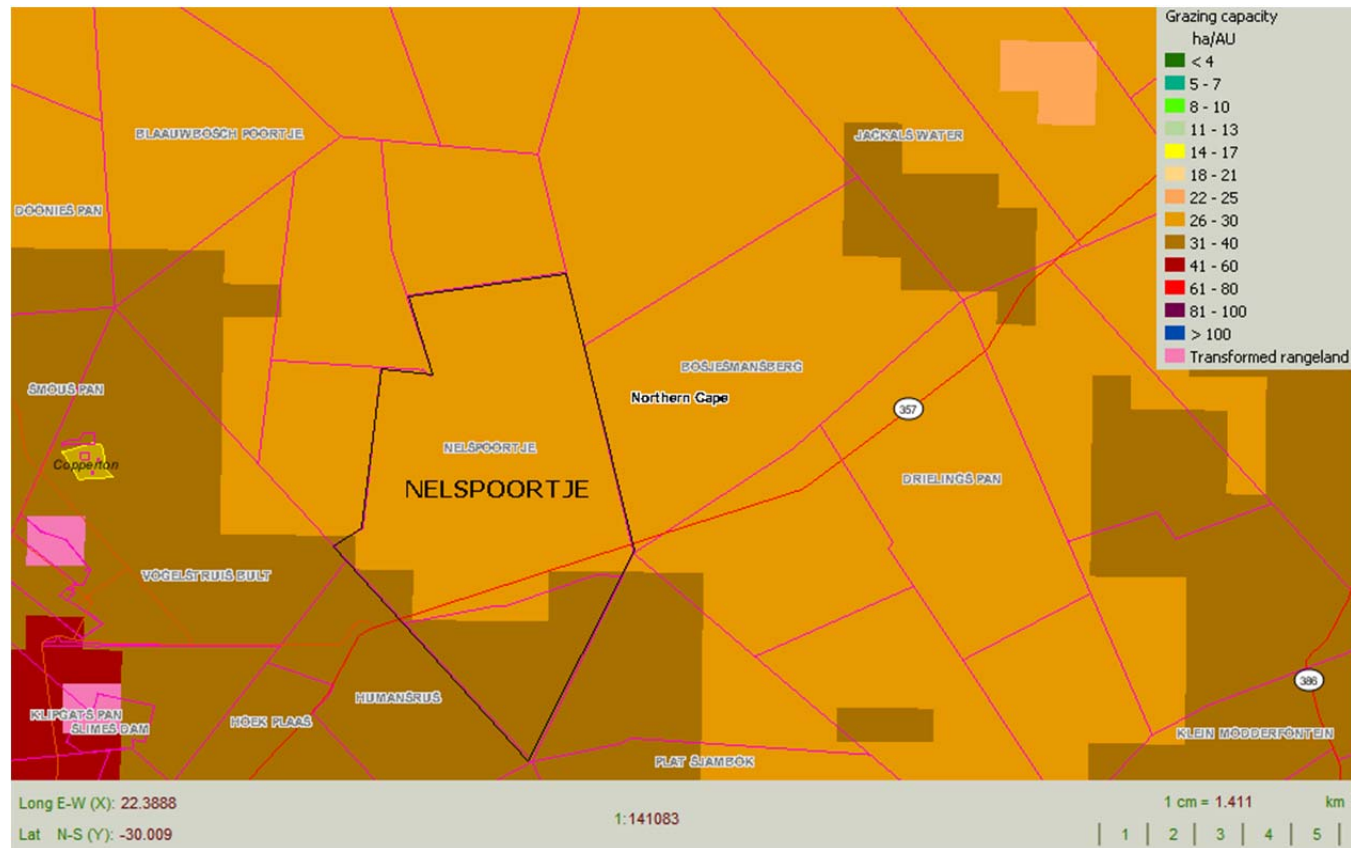 Grazing capacity
ha/AU
< 4
5 - 7
8 - 10
11 - 13
14 - 17
18 - 21
22 - 25
26 - 30
31 - 40
41 - 60
61 - 80
81 - 100
> 100
Transformed rangeland
BLAAUWBOSCH POORTJE
JACKALS WATER
DOONIES PAN
BOSJESMANSBERG
SMOUS PAN
Northern Cape
357
NELSPOORTJE
Copperton
NELSPOORTJE
DRIELINGS PAN
VOGELSTRUIS BULT
386
HUMANSRUS
KLIPGATS PAN
HOEK PLAAS
SLIMES DAM
KLEIN MODDERFONTEIN
PLAT SJAMBOK
Long E-W (X): 22.3888
1:141083
1 cm = 1.411 km
Lat N-S (Y): -30.009
| 1 | 2 | 3 | 4 | 5 |